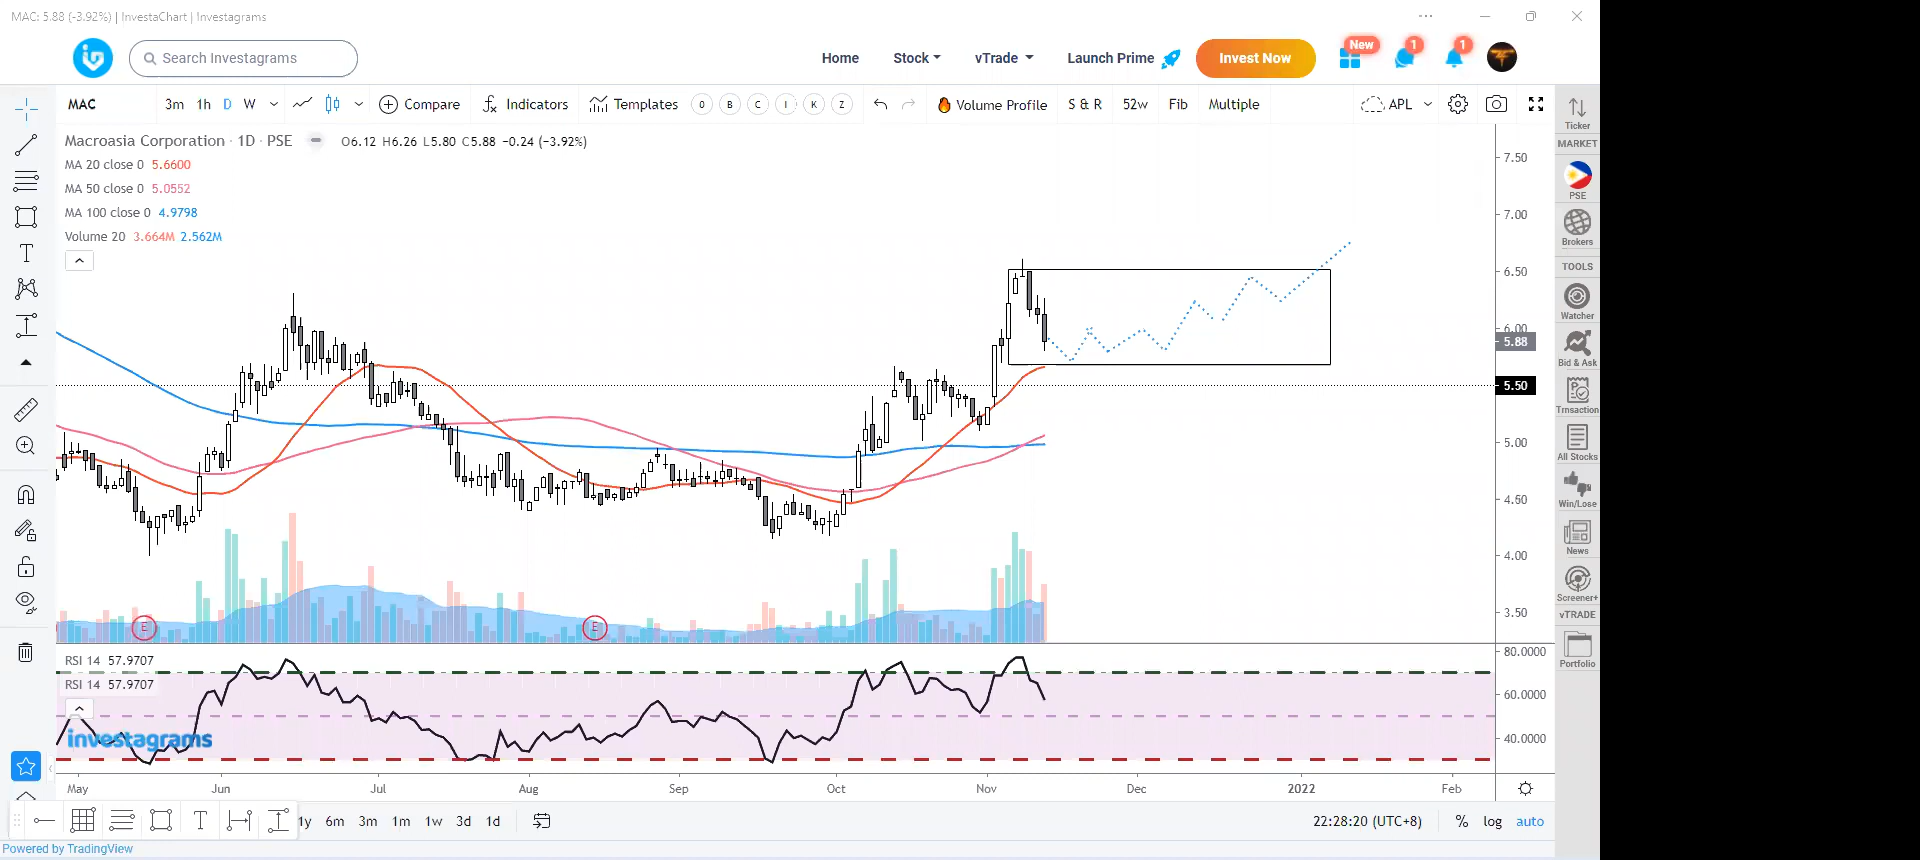 MAC: 5.88 (-3.92%) | InvestaChart | Investagrams
Search Investagrams
Home
Stock
vTrade
Launch Prime
Invest Now
New
1
1
MAC
3m 1h D W
Compare
Indicators
Templates
O B C I K Z
Volume Profile
S & R
52w
Fib
Multiple
APL
Macroasia Corporation · 1D · PSE
O6.12 H6.26 L5.80 C5.88 −0.24 (−3.92%)
MA 20 close 0 5.6600
MA 50 close 0 5.0552
MA 100 close 0 4.9798
Volume 20 3.664M 2.562M
7.50
7.00
6.50
6.00
5.88
5.50
5.00
4.50
4.00
3.50
E
E
RSI 14 57.9707
RSI 14 57.9707
80.0000
60.0000
40.0000
investagrams
May Jun Jul Aug Sep Oct Nov Dec 2022 Feb
1y 6m 3m 1m 1w 3d 1d
22:28:20 (UTC+8)
% log auto
Powered by TradingView
Ticker
MARKET
PSE
Brokers
TOOLS
Watcher
Bid & Ask
Trnsaction
All Stocks
Win/Lose
News
Screener+
vTRADE
Portfolio